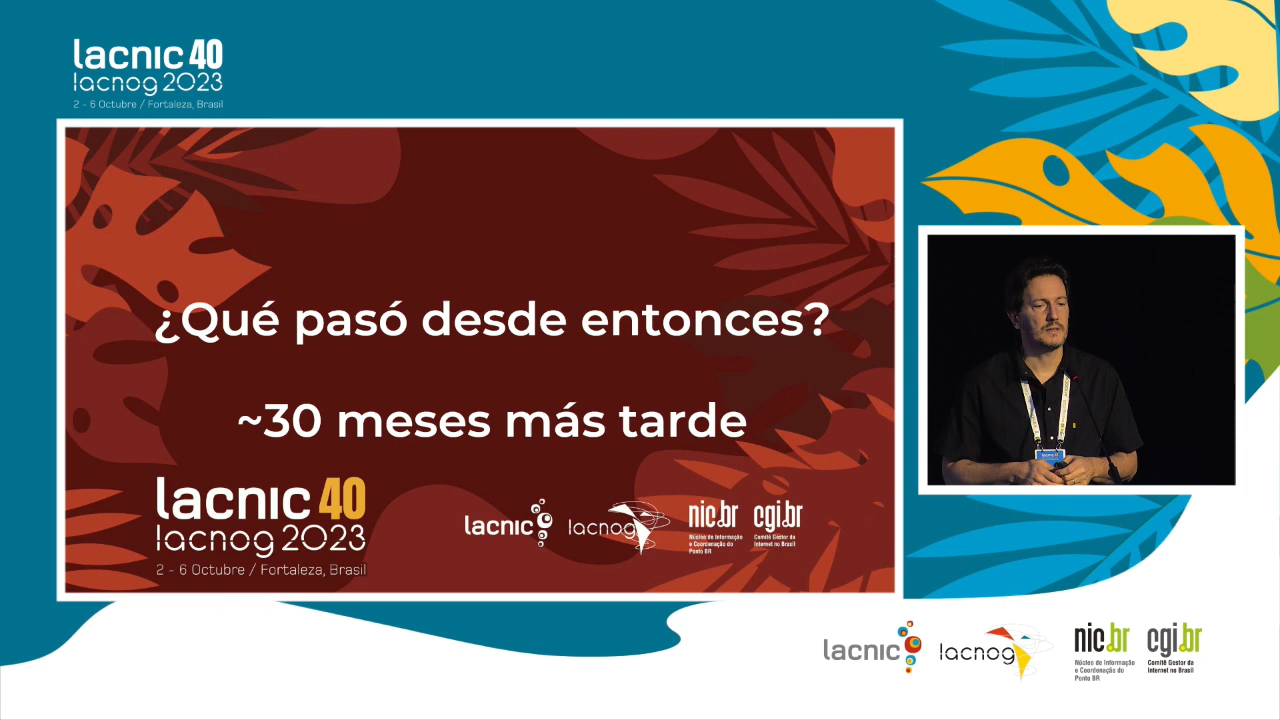 lacnic 40
lacnog 2023
2 - 6 Octubre / Fortaleza, Brasil
¿Qué pasó desde entonces?
~30 meses más tarde
lacnic 40
lacnog 2023
2 - 6 Octubre / Fortaleza, Brasil
lacnic
lacnog
nic.br
Núcleo de Informação
e Coordenação do
Ponto BR
cgi.br
Comitê Gestor da
Internet no Brasil
lacnic
lacnog
nic.br
Núcleo de Informação
e Coordenação do
Ponto BR
cgi.br
Comitê Gestor da
Internet no Brasil